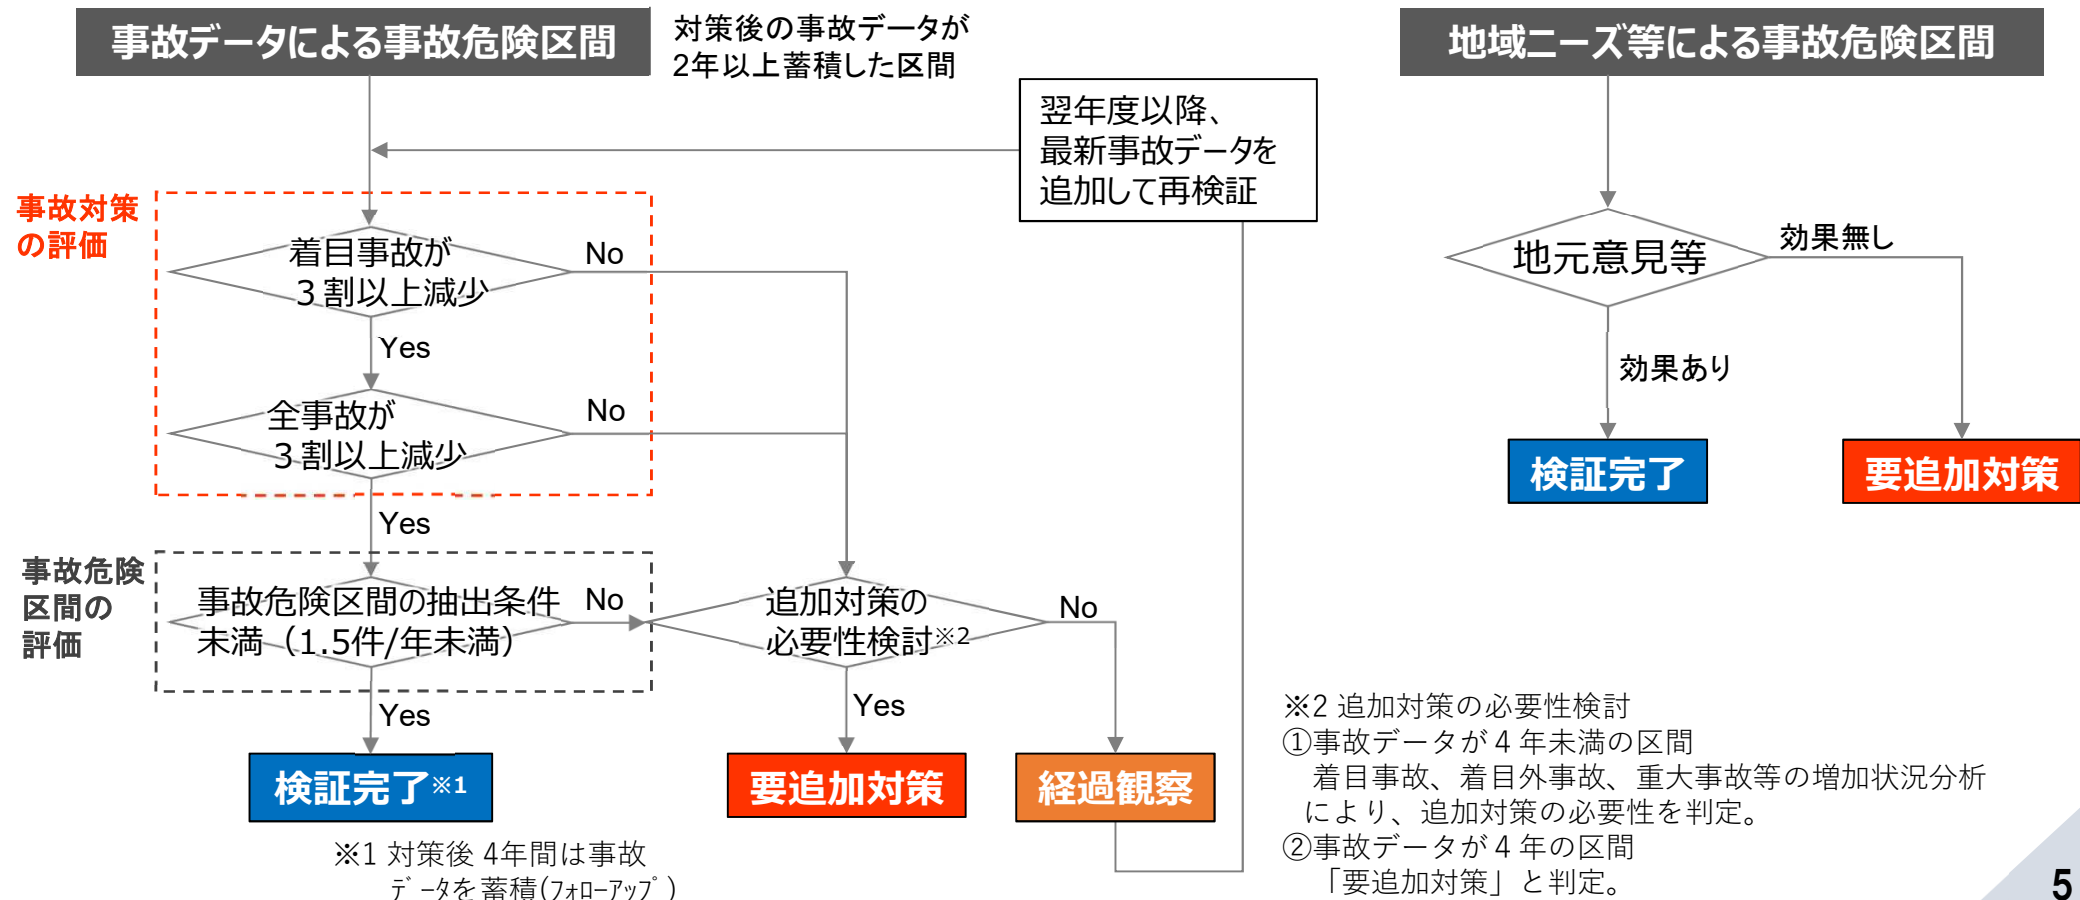 事故データによる事故危険区間
対策後の事故データが
2年以上蓄積した区間
翌年度以降、
最新事故データを
追加して再検証
事故対策
の評価
着目事故が
３割以上減少
No
Yes
全事故が
３割以上減少
No
Yes
事故危険
区間の
評価
事故危険区間の抽出条件
未満（1.5件/年未満）
No
Yes
追加対策の
必要性検討※2
No
Yes
検証完了※1
要追加対策
経過観察
※1 対策後 4年間は事故
ﾃﾞｰﾀを蓄積(ﾌｫﾛｰｱｯﾌﾟ)
地域ニーズ等による事故危険区間
地元意見等
効果無し
効果あり
検証完了
要追加対策
※2 追加対策の必要性検討
①事故データが４年未満の区間
着目事故、着目外事故、重大事故等の増加状況分析
により、追加対策の必要性を判定。
②事故データが４年の区間
「要追加対策」と判定。
5